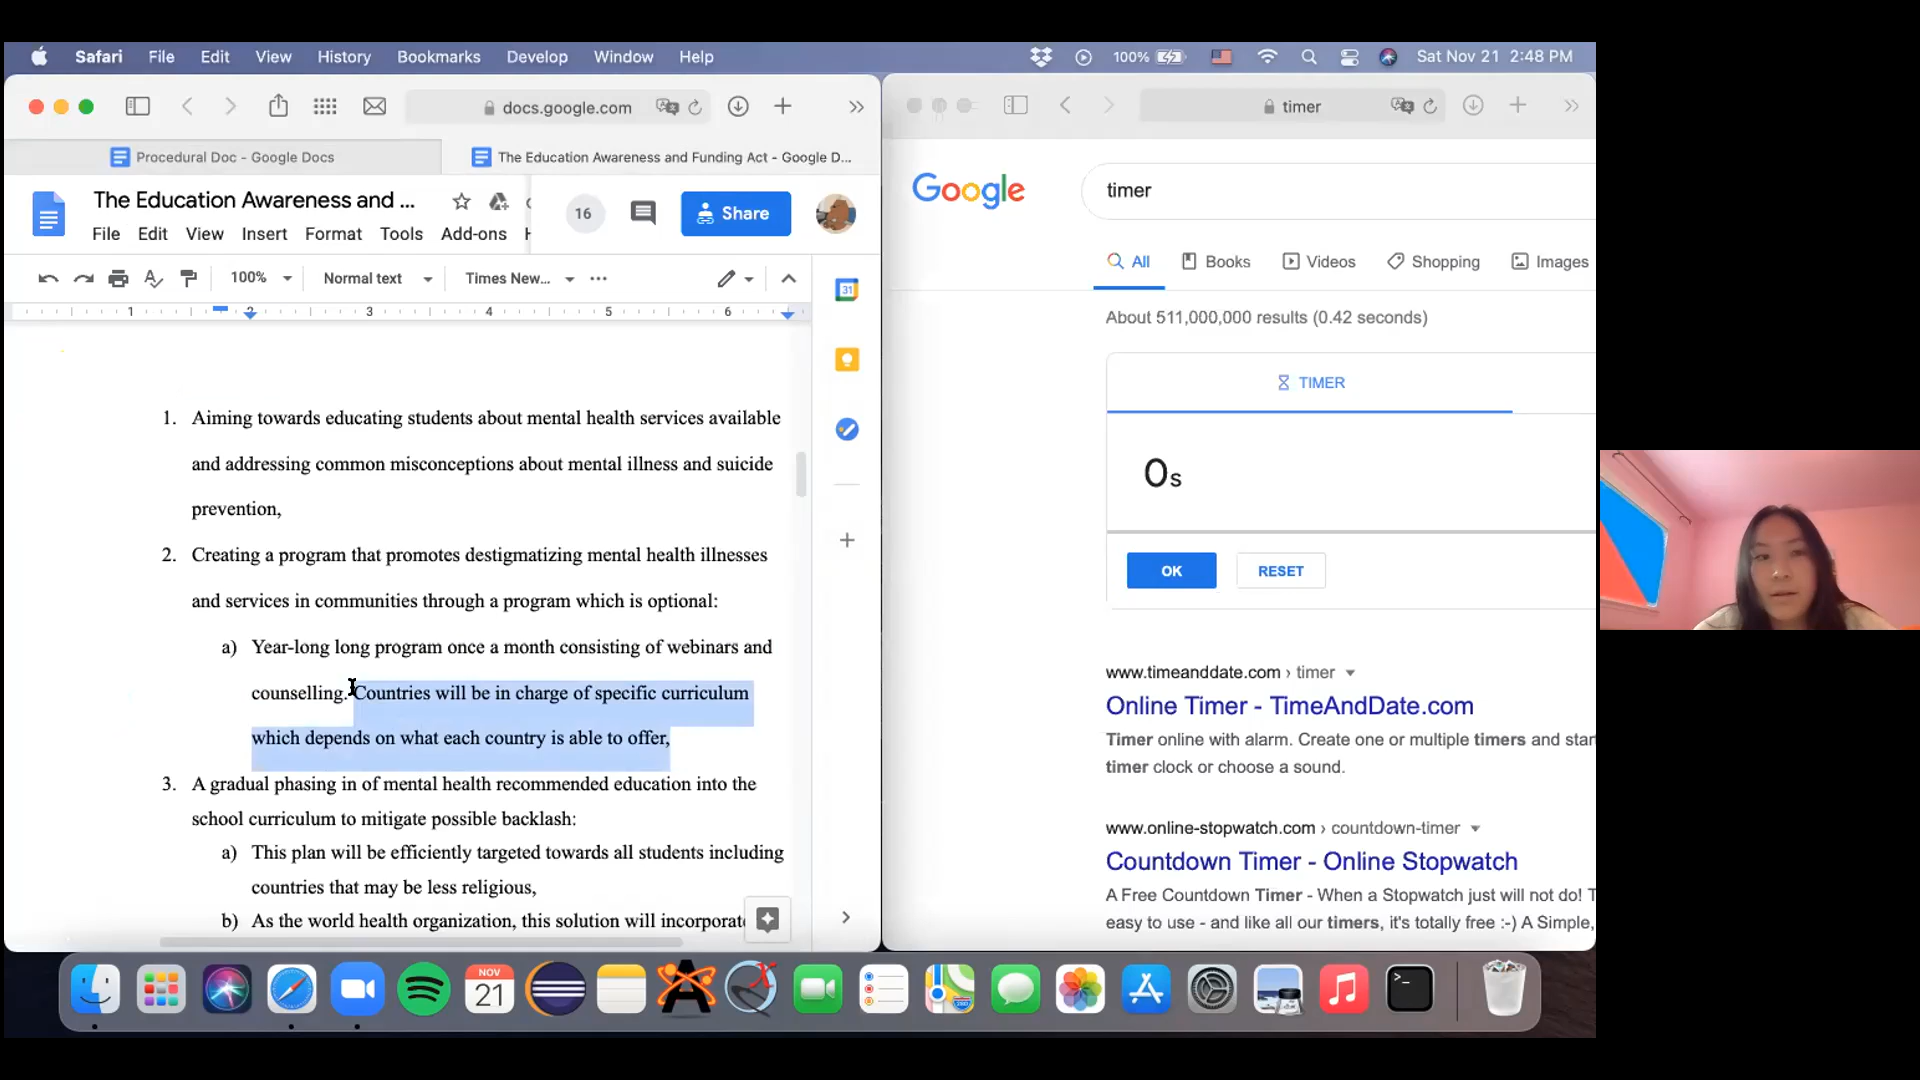 Safari File Edit View History Bookmarks Develop Window Help 100% Sat Nov 21 2:48 PM
docs.google.com
timer
Procedural Doc - Google Docs
The Education Awareness and Funding Act - Google D...
The Education Awareness and ...
16
Share
File Edit View Insert Format Tools Add-ons
100% Normal text Times New...
1 2 3 4 5 6
31
1. Aiming towards educating students about mental health services available
and addressing common misconceptions about mental illness and suicide
prevention,
2. Creating a program that promotes destigmatizing mental health illnesses
and services in communities through a program which is optional:
a) Year-long long program once a month consisting of webinars and
counselling. Countries will be in charge of specific curriculum
which depends on what each country is able to offer,
3. A gradual phasing in of mental health recommended education into the
school curriculum to mitigate possible backlash:
a) This plan will be efficiently targeted towards all students including
countries that may be less religious,
b) As the world health organization, this solution will incorporat
Google
timer
All Books Videos Shopping Images
About 511,000,000 results (0.42 seconds)
TIMER
0s
OK RESET
www.timeanddate.com › timer
Online Timer - TimeAndDate.com
Timer online with alarm. Create one or multiple timers and star
timer clock or choose a sound.
www.online-stopwatch.com › countdown-timer
Countdown Timer - Online Stopwatch
A Free Countdown Timer - When a Stopwatch just will not do! T
easy to use - and like all our timers, it's totally free :-) A Simple,
NOV
21